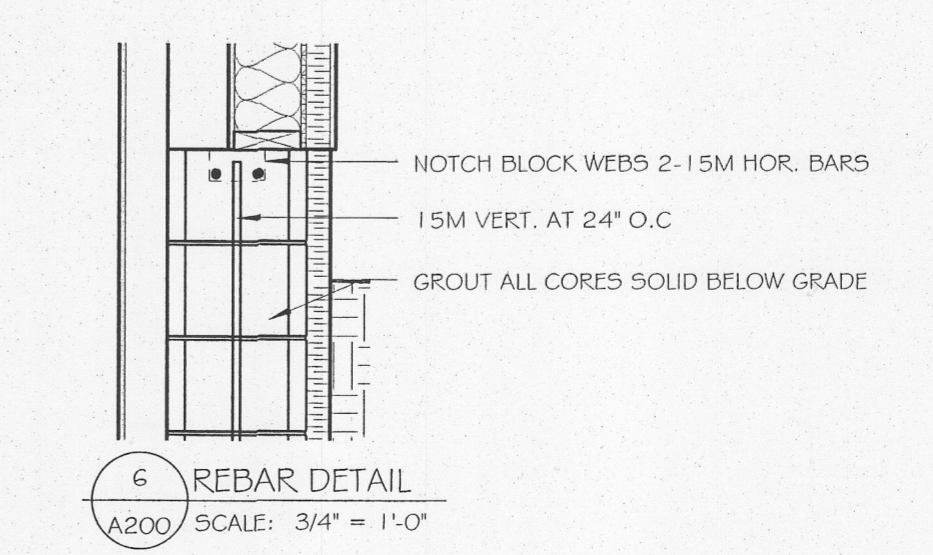 NOTCH BLOCK WEBS 2-15M HOR. BARS
15M VERT. AT 24" O.C
GROUT ALL CORES SOLID BELOW GRADE
6
A200
REBAR DETAIL
SCALE: 3/4" = 1'-0"